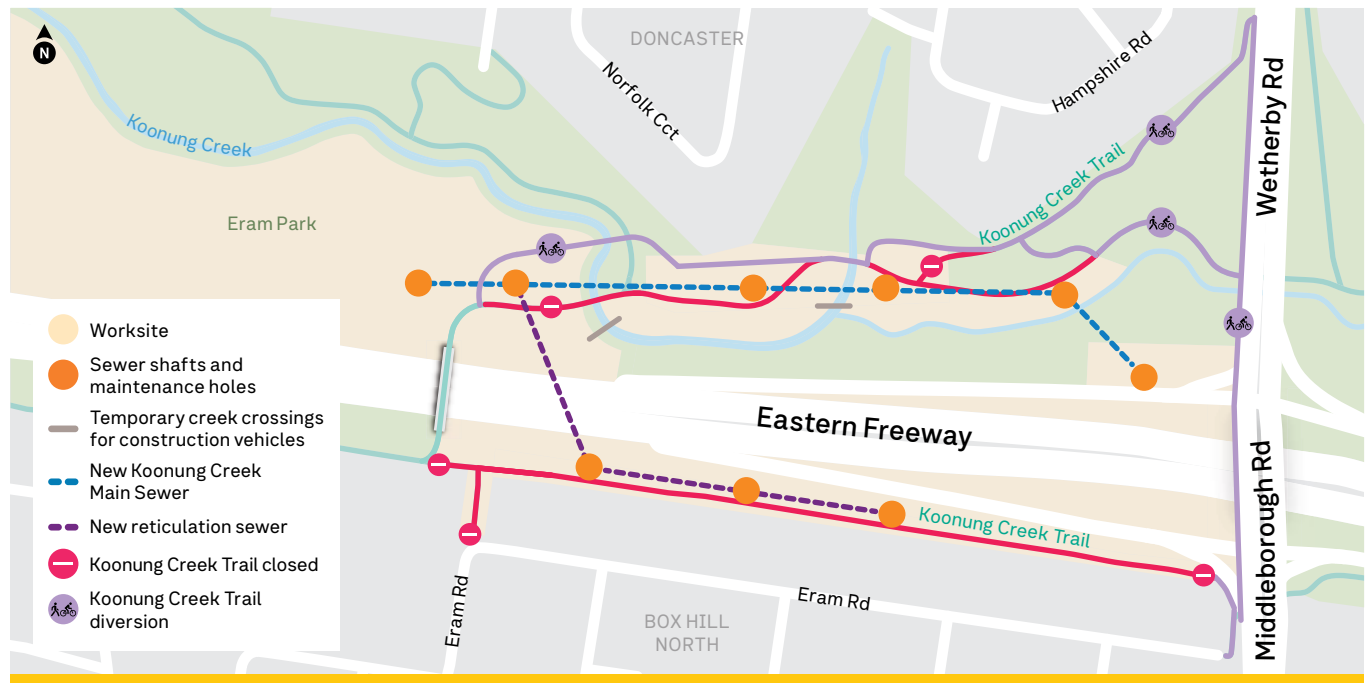 N
DONCASTER
Norfolk Cct
Hampshire Rd
Wetherby Rd
Koonung Creek
Koonung Creek Trail
Eram Park
Worksite
Sewer shafts and
maintenance holes
Temporary creek crossings
for construction vehicles
New Koonung Creek
Main Sewer
New reticulation sewer
Koonung Creek Trail closed
Koonung Creek Trail
diversion
Eastern Freeway
Koonung Creek Trail
Middleborough Rd
Eram Rd
Eram Rd
BOX HILL
NORTH